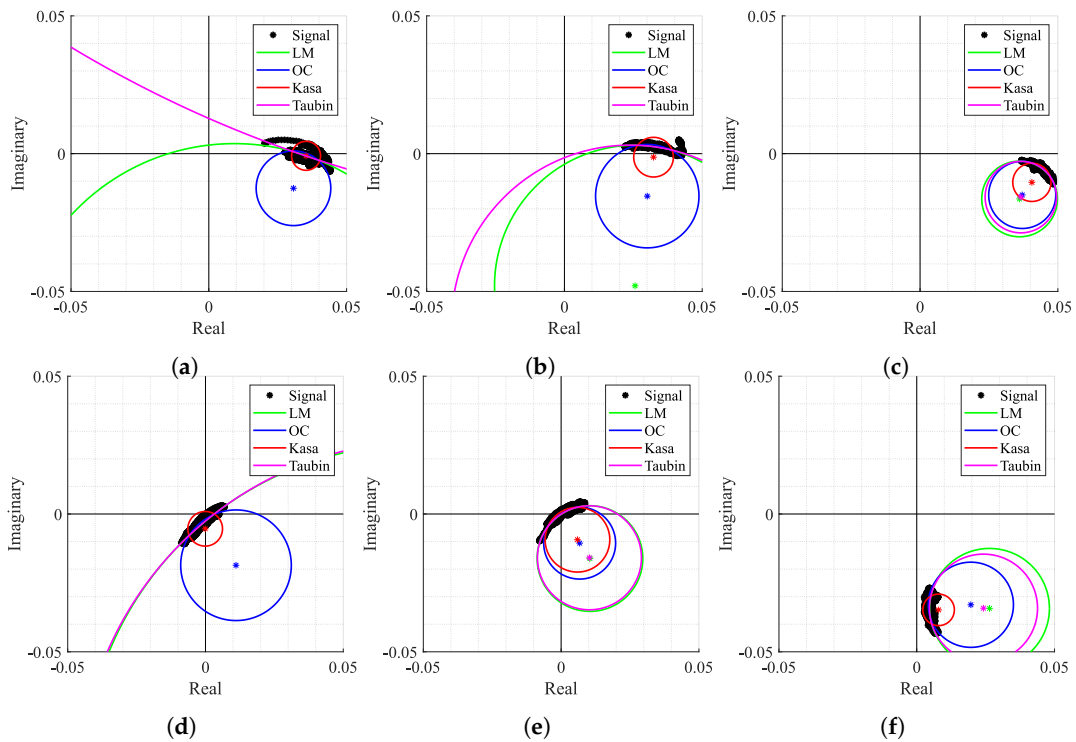 0.05
Signal
LM
OC
Kasa
Taubin
Imaginary
0
-0.05
-0.05
0
0.05
Real
(a)
0.05
Signal
LM
OC
Kasa
Taubin
Imaginary
0
-0.05
-0.05
0
0.05
Real
(b)
0.05
Signal
LM
OC
Kasa
Taubin
Imaginary
0
-0.05
-0.05
0
0.05
Real
(c)
0.05
Signal
LM
OC
Kasa
Taubin
Imaginary
0
-0.05
-0.05
0
0.05
Real
(d)
0.05
Signal
LM
OC
Kasa
Taubin
Imaginary
0
-0.05
-0.05
0
0.05
Real
(e)
0.05
Signal
LM
OC
Kasa
Taubin
Imaginary
0
-0.05
-0.05
0
0.05
Real
(f)